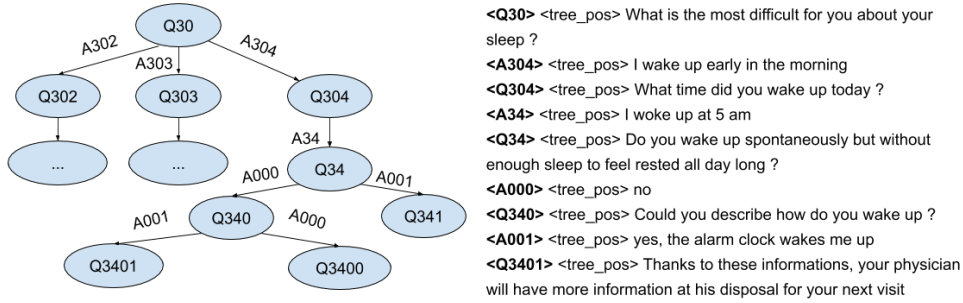 Q30
A302
A303
A304
Q302
Q303
Q304
A34
...
...
Q34
A000
A001
Q340
Q341
A001
A000
Q3401
Q3400
<Q30> <tree_pos> What is the most difficult for you about your
sleep ?
<A304> <tree_pos> I wake up early in the morning
<Q304> <tree_pos> What time did you wake up today ?
<A34> <tree_pos> I woke up at 5 am
<Q34> <tree_pos> Do you wake up spontaneously but without
enough sleep to feel rested all day long ?
<A000> <tree_pos> no
<Q340> <tree_pos> Could you describe how do you wake up ?
<A001> <tree_pos> yes, the alarm clock wakes me up
<Q3401> <tree_pos> Thanks to these informations, your physician
will have more information at his disposal for your next visit